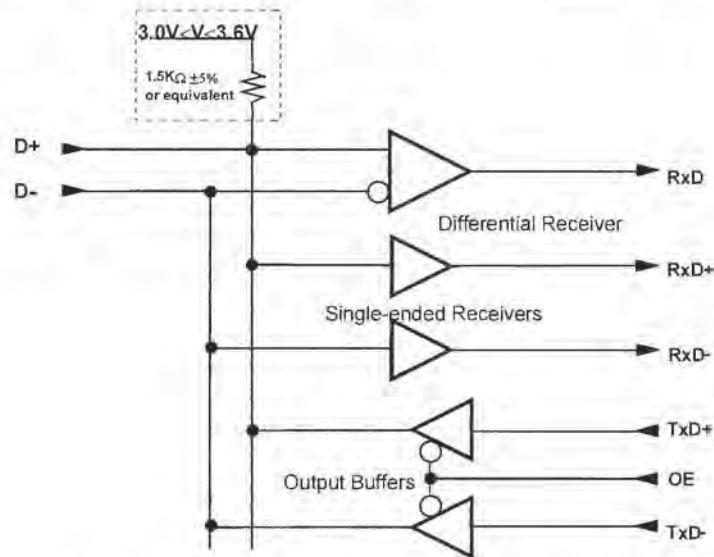 3.0V<V<3.6V
1.5KΩ ±5%
or equivalent
D+
D-
RxD
Differential Receiver
RxD+
Single-ended Receivers
RxD-
TxD+
Output Buffers
OE
TxD-